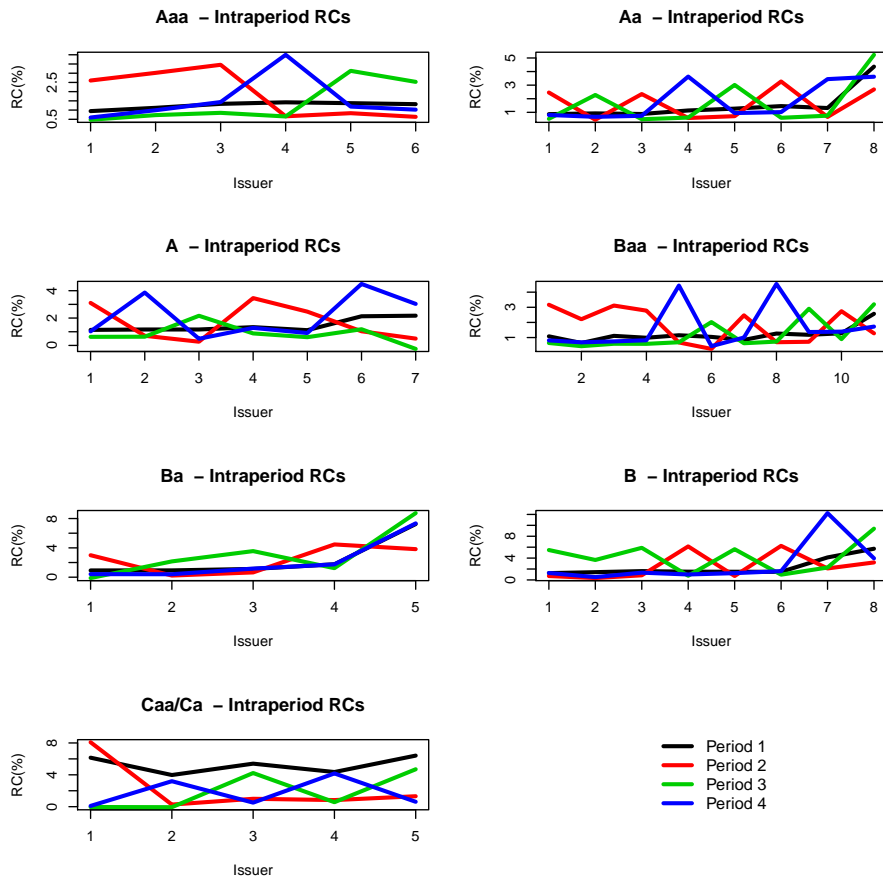 Aaa – Intraperiod RCs
RC(%)
0.5 2.5
1 2 3 4 5 6
Issuer
Aa – Intraperiod RCs
RC(%)
1 3 5
1 2 3 4 5 6 7 8
Issuer
A – Intraperiod RCs
RC(%)
0 2 4
1 2 3 4 5 6 7
Issuer
Baa – Intraperiod RCs
RC(%)
1 3
2 4 6 8 10
Issuer
Ba – Intraperiod RCs
RC(%)
0 4 8
1 2 3 4 5
Issuer
B – Intraperiod RCs
RC(%)
0 4 8
1 2 3 4 5 6 7 8
Issuer
Caa/Ca – Intraperiod RCs
RC(%)
0 4 8
1 2 3 4 5
Issuer
Period 1
Period 2
Period 3
Period 4